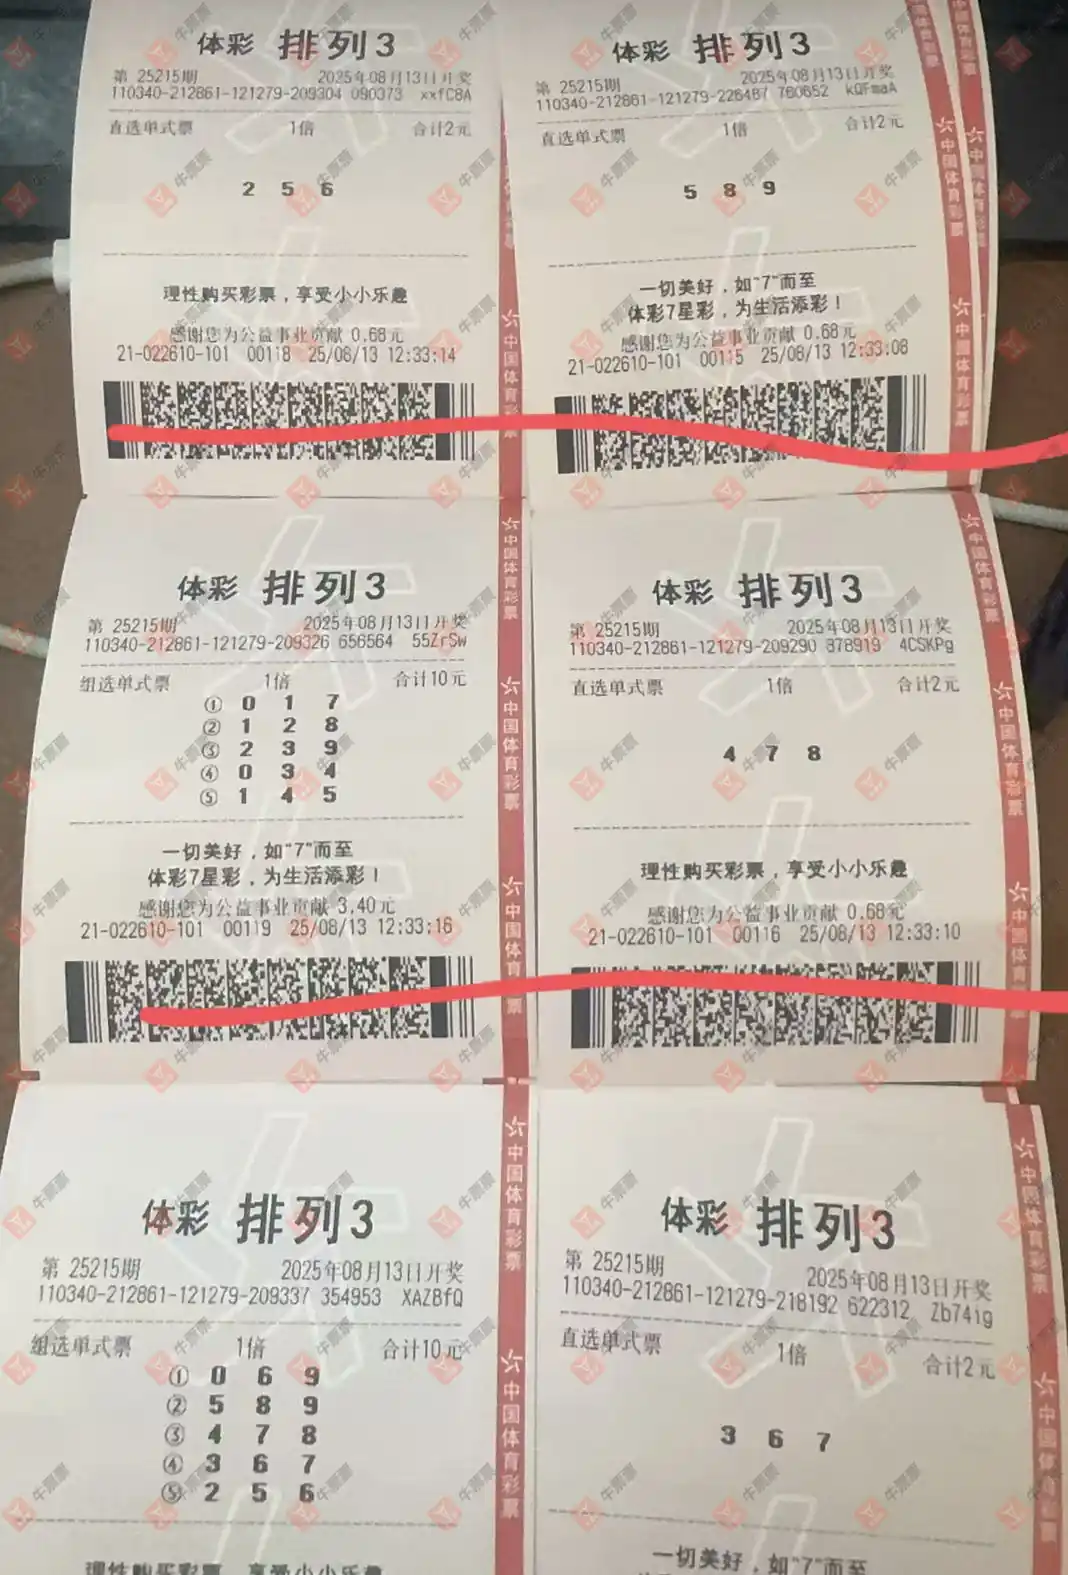 体彩 排列3
第 25215期 2025年08月13日开奖
110340-212861-121279-209304 090373 xxfC8A
直选单式票 1倍 合计2元
2 5 6
理性购买彩票，享受小小乐趣
感谢您为公益事业贡献 0.68元
21-022610-101 00118 25/08/13 12:33:14
体彩 排列3
第 25215期 2025年08月13日开奖
110340-212861-121279-226487 760652 kQFmaA
直选单式票 1倍 合计2元
5 8 9
一切美好，如“7”而至
体彩7星彩，为生活添彩！
感谢您为公益事业贡献 0.68元
21-022610-101 00115 25/08/13 12:33:08
体彩 排列3
第 25215期 2025年08月13日开奖
110340-212861-121279-209326 656564 55ZrSw
组选单式票 1倍 合计10元
① 0 1 7
② 1 2 8
③ 2 3 9
④ 0 3 4
⑤ 1 4 5
一切美好，如“7”而至
体彩7星彩，为生活添彩！
感谢您为公益事业贡献 3.40元
21-022610-101 00119 25/08/13 12:33:16
体彩 排列3
第 25215期 2025年08月13日开奖
110340-212861-121279-209290 878919 4CSKPg
直选单式票 1倍 合计2元
4 7 8
理性购买彩票，享受小小乐趣
感谢您为公益事业贡献 0.68元
21-022610-101 00116 25/08/13 12:33:10
体彩 排列3
第 25215期 2025年08月13日开奖
110340-212861-121279-209337 354953 XAZBfQ
组选单式票 1倍 合计10元
① 0 6 9
② 5 8 9
③ 4 7 8
④ 3 6 7
⑤ 2 5 6
理性购买彩票，享受小小乐趣
体彩 排列3
第 25215期 2025年08月13日开奖
110340-212861-121279-218192 622312 Zb741g
直选单式票 1倍 合计2元
3 6 7
一切美好，如“7”而至
中国体育彩票
牛票票